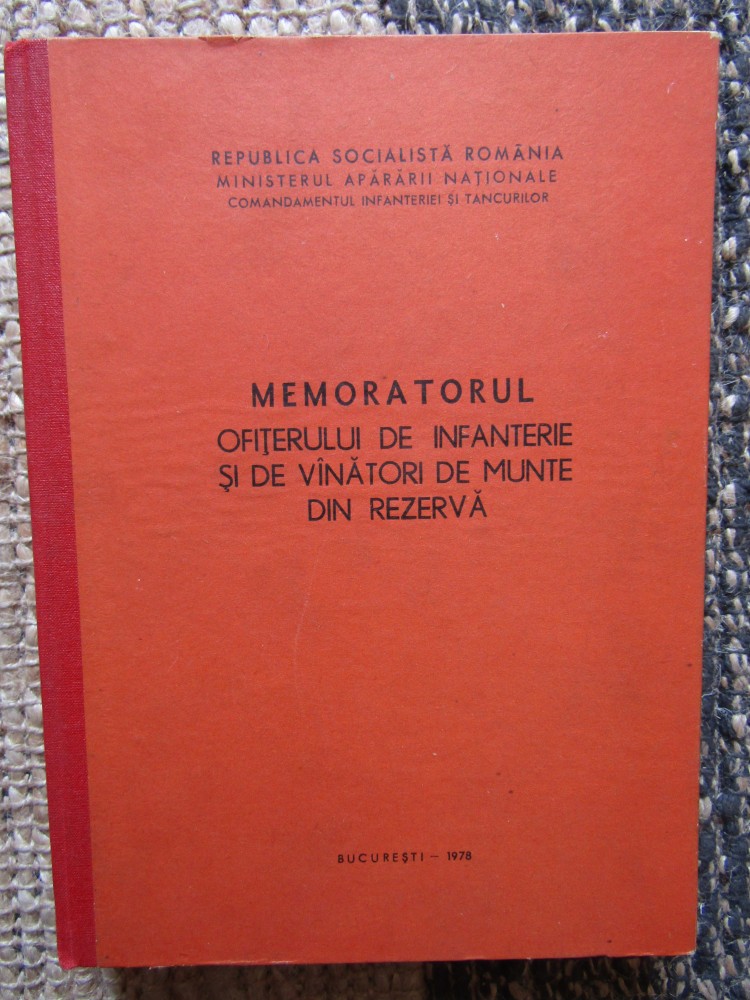 REPUBLICA SOCIALISTĂ ROMÂNIA
MINISTERUL APĂRĂRII NAȚIONALE
COMANDAMENTUL INFANTERIEI ȘI TANCURILOR
MEMORATORUL
OFIȚERULUI DE INFANTERIE
ȘI DE VÎNĂTORI DE MUNTE
DIN REZERVĂ
BUCUREȘTI – 1978